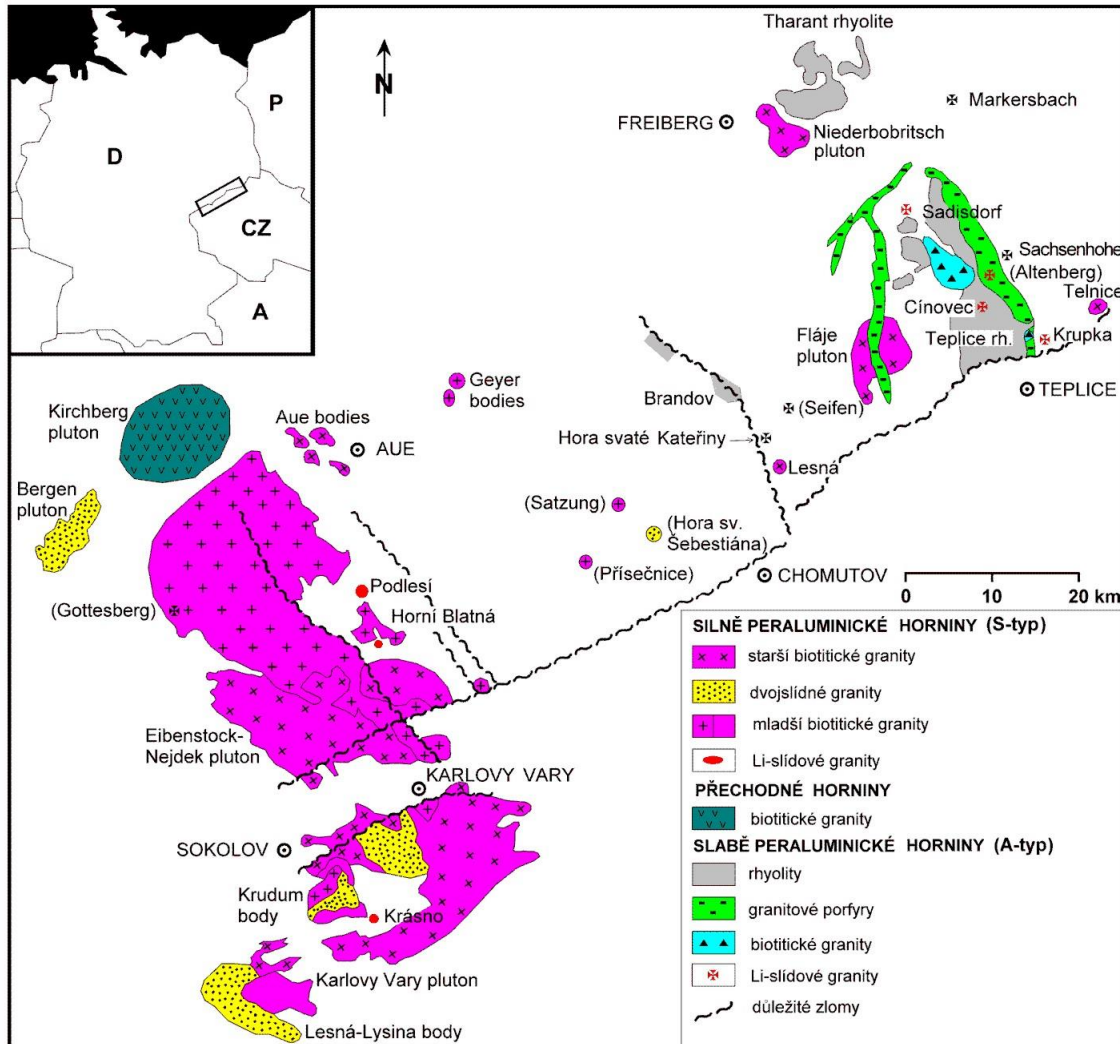 D
P
CZ
A
N
Tharant rhyolite
FREIBERG
Markersbach
Niederbobritsch
pluton
Sadisdorf
Sachsenhohe
(Altenberg)
Telnice
Cínovec
Teplice rh.
Krupka
Fláje
pluton
TEPLICE
Brandov
(Seifen)
Hora svaté Kateřiny
Lesná
Geyer
bodies
Kirchberg
pluton
Aue bodies
AUE
Bergen
pluton
(Satzung)
(Hora sv.
Šebestiána)
(Přísečnice)
CHOMUTOV
Podlesí
(Gottesberg)
Horní Blatná
Eibenstock-
Nejdek pluton
KARLOVY VARY
SOKOLOV
Krudum
body
Krásno
Karlovy Vary pluton
Lesná-Lysina body
0 10 20 km
SILNĚ PERALUMINICKÉ HORNINY (S-typ)
starší biotitické granity
dvojslídné granity
mladší biotitické granity
Li-slídové granity
PŘECHODNÉ HORNINY
biotitické granity
SLABĚ PERALUMINICKÉ HORNINY (A-typ)
rhyolity
granitové porfyry
biotitické granity
Li-slídové granity
důležité zlomy